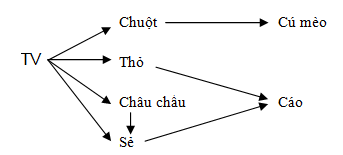 Chuột
Cú mèo
TV
Thỏ
Châu chấu
Cáo
Sẻ